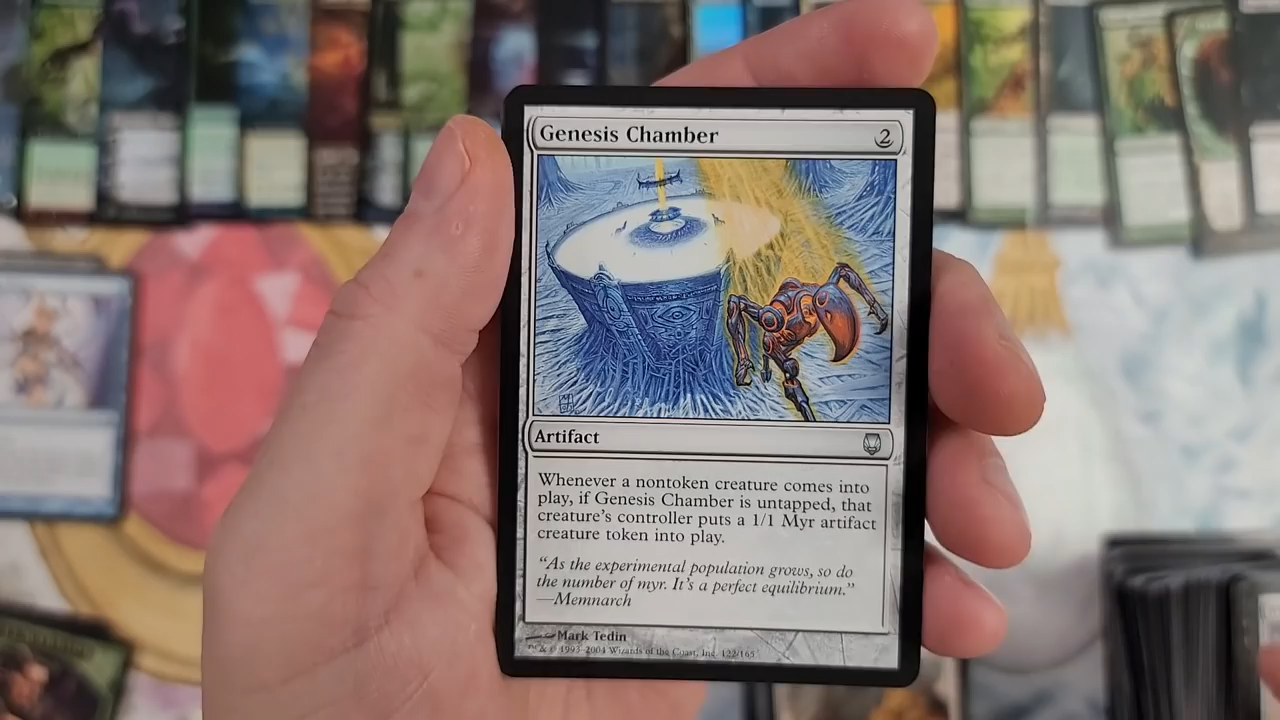 Genesis Chamber 2
Artifact
Whenever a nontoken creature comes into
play, if Genesis Chamber is untapped, that
creature's controller puts a 1/1 Myr artifact
creature token into play.
"As the experimental population grows, so do
the number of myr. It's a perfect equilibrium."
—Memnarch
Mark Tedin
© 1993-2004 Wizards of the Coast, Inc. 122/165